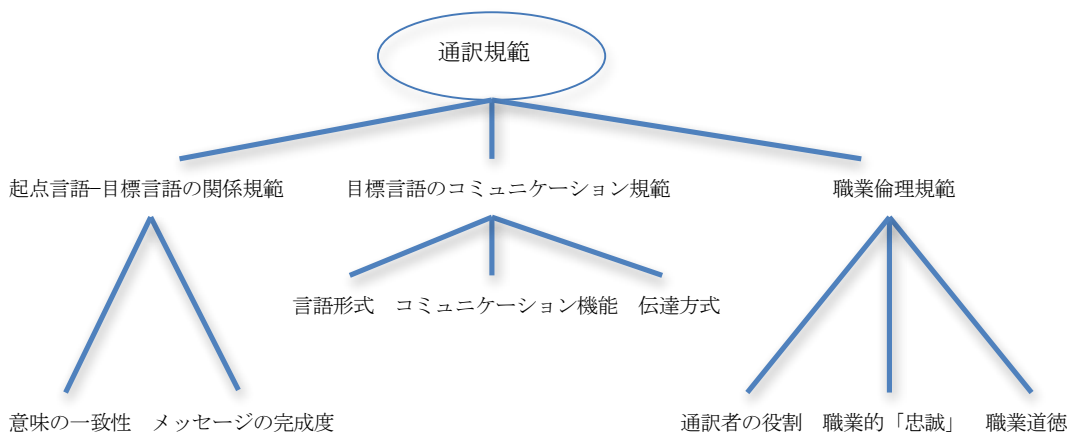 通訳規範
起点言語―目標言語の関係規範　目標言語のコミュニケーション規範　職業倫理規範
言語形式　コミュニケーション機能　伝達方式
意味の一致性　メッセージの完成度　通訳者の役割　職業的「忠誠」　職業道徳